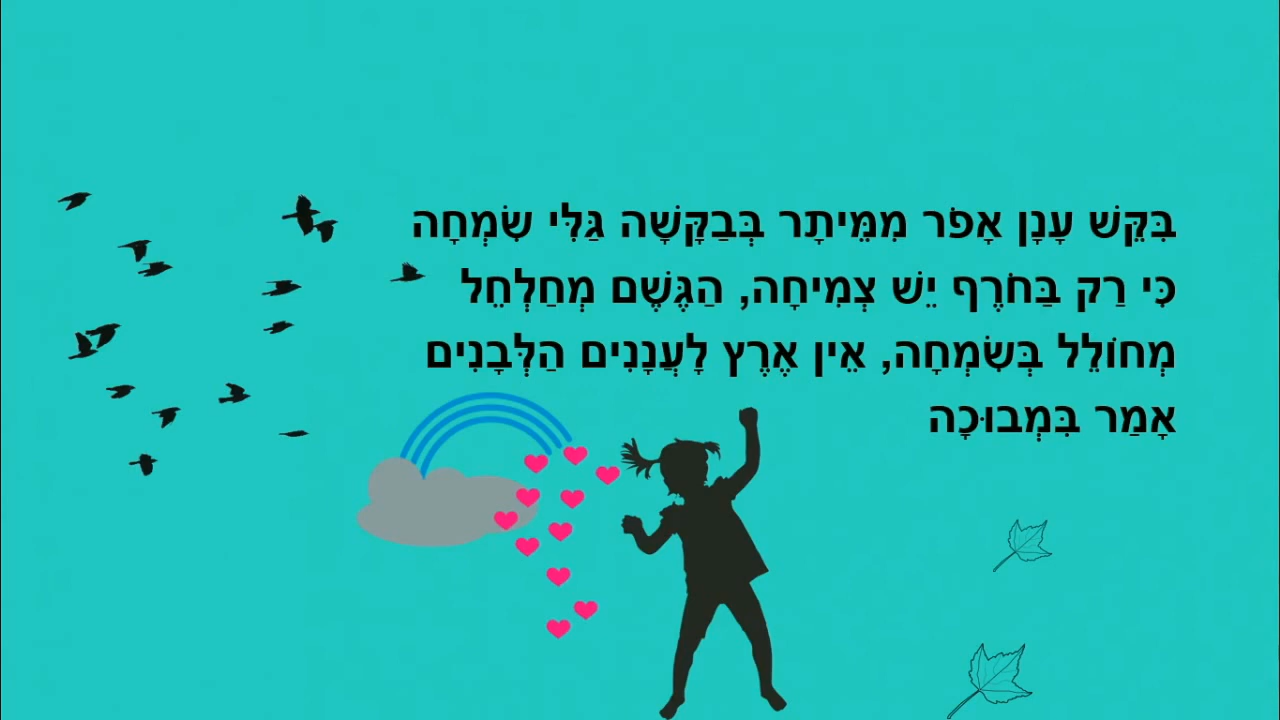 בִּקֵּשׁ עָנָן אָפֹר מִמֵּיתָר בְּבַקָּשָׁה גַּלִּי שִׂמְחָה
כִּי רַק בַּחֹרֶף יֵשׁ צְמִיחָה, הַגֶּשֶׁם מְחַלְחֵל
מְחוֹלֵל בְּשִׂמְחָה, אֵין אֶרֶץ לָעֲנָנִים הַלְּבָנִים
אָמַר בִּמְבוּכָה